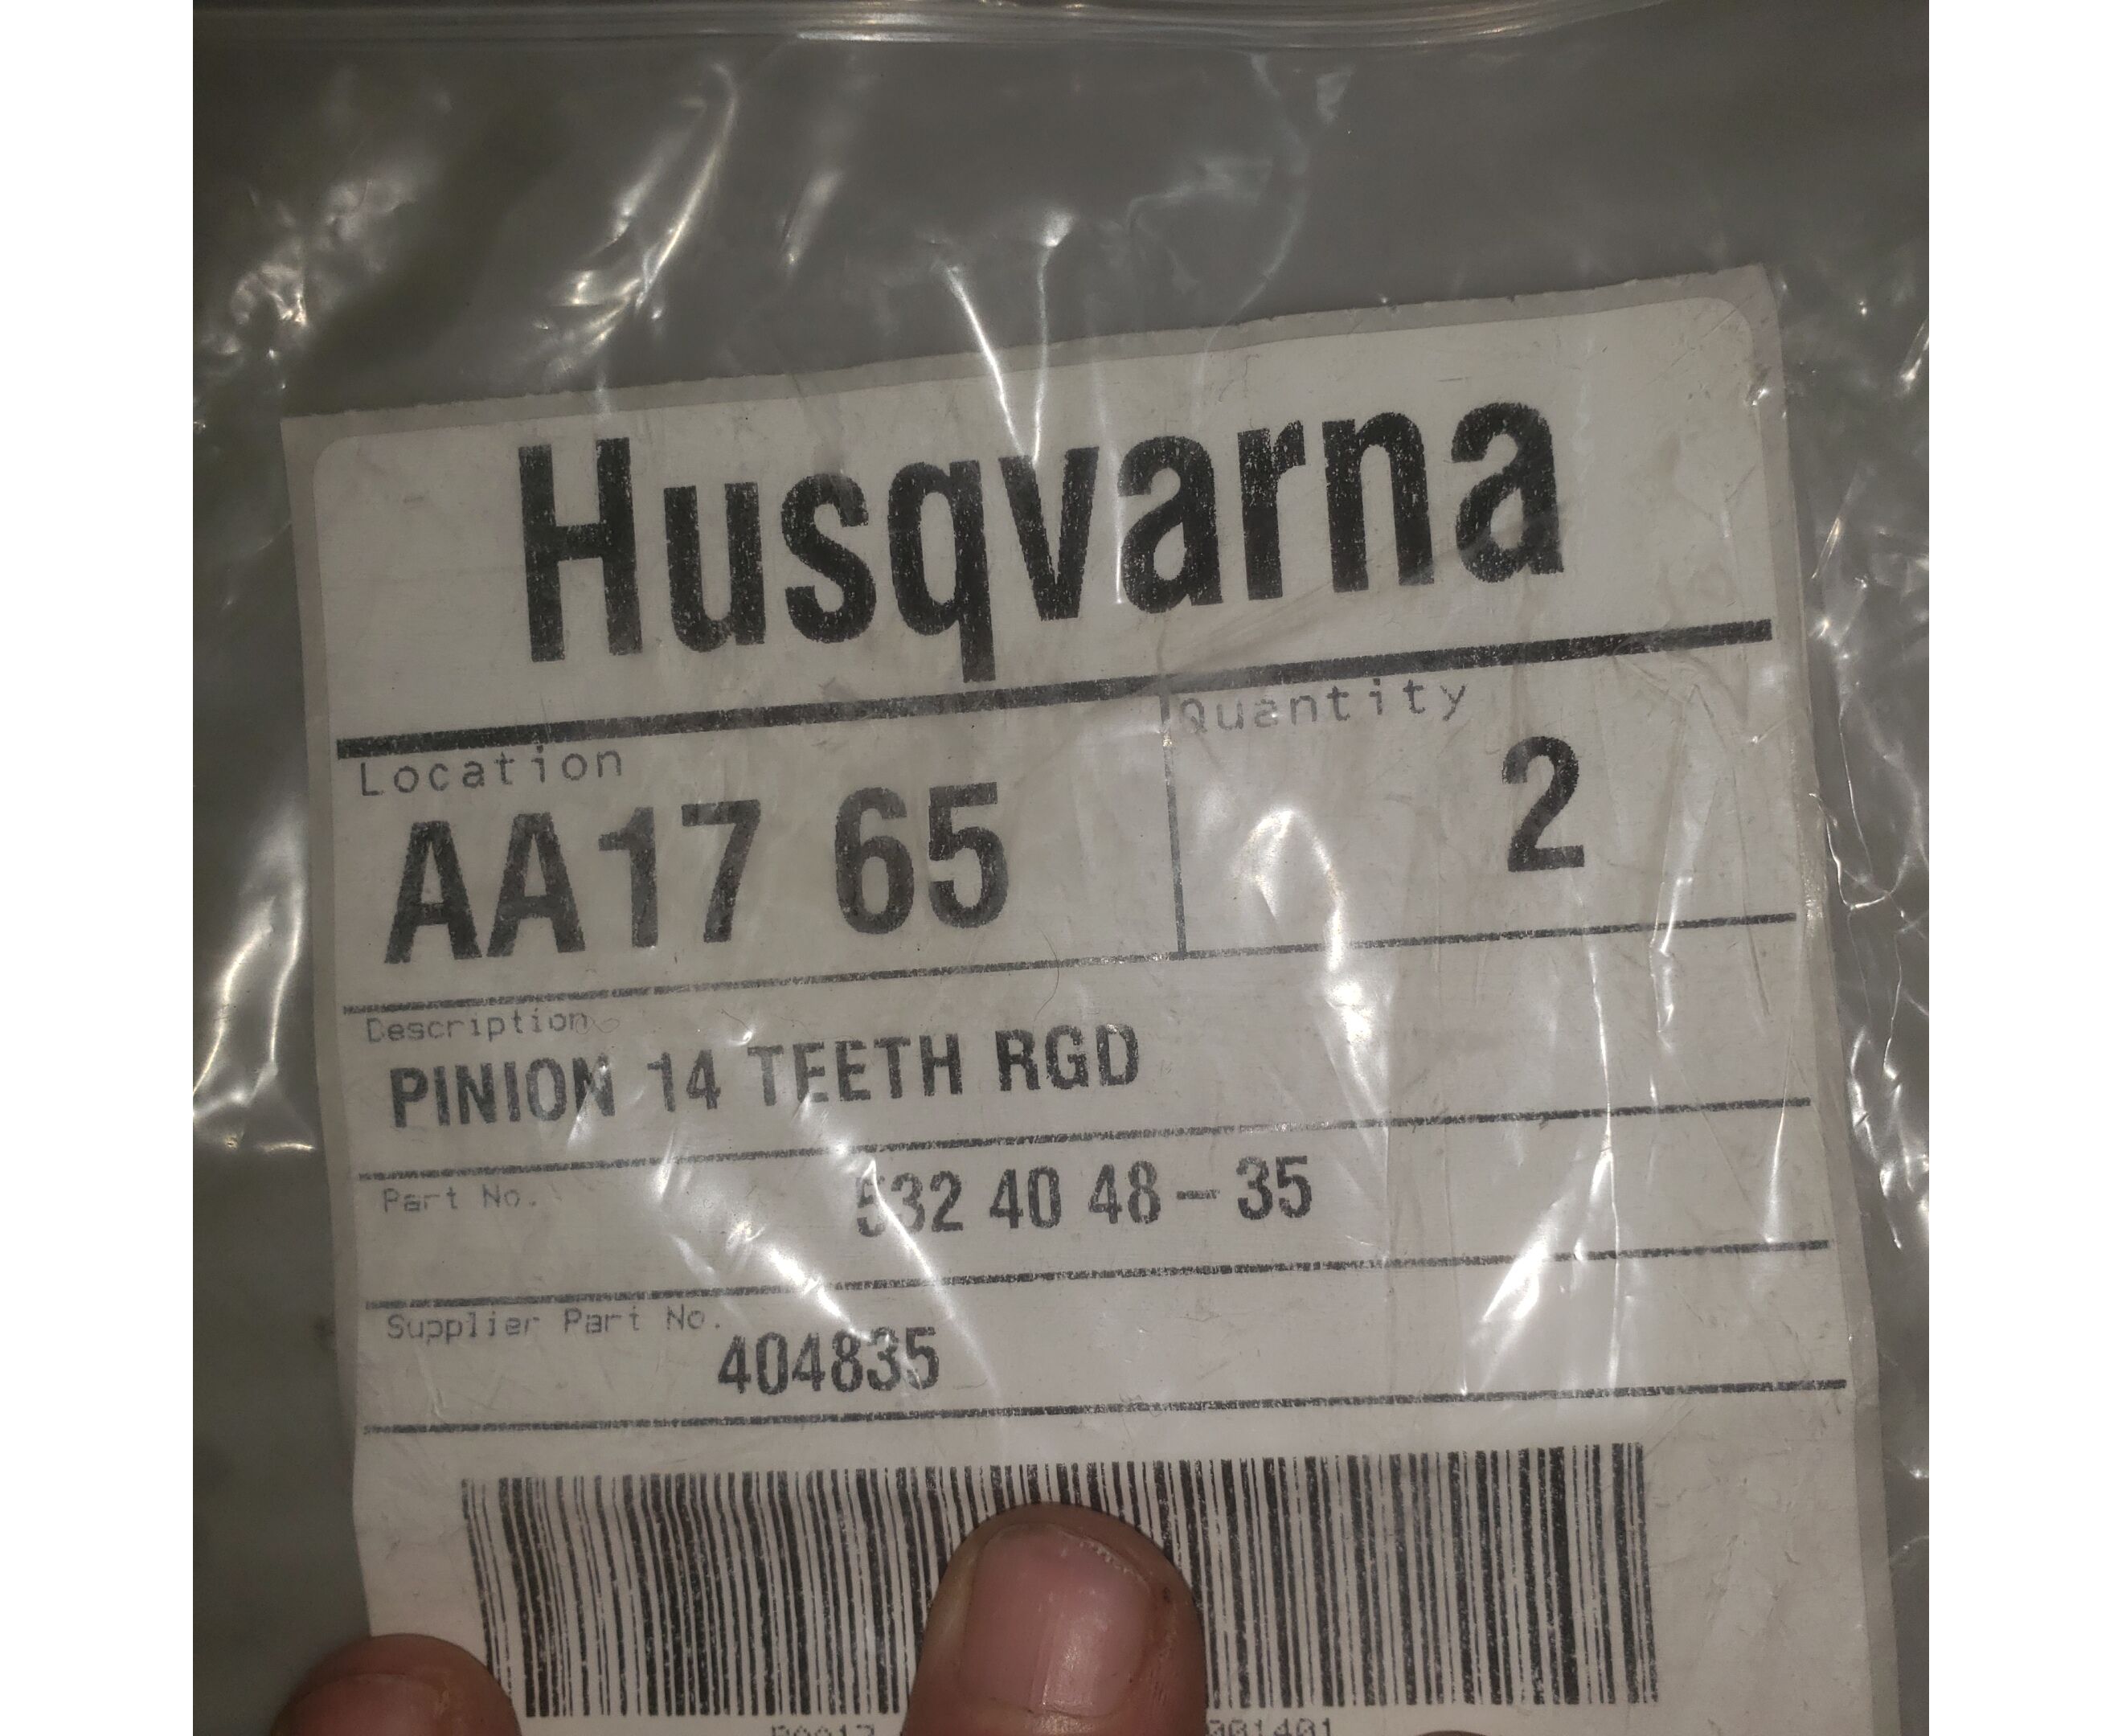 Husqvarna
Location
Quantity
AA17 65
2
Description
PINION 14 TEETH RGD
Part No.
532 40 48-35
Supplier Part No.
404835